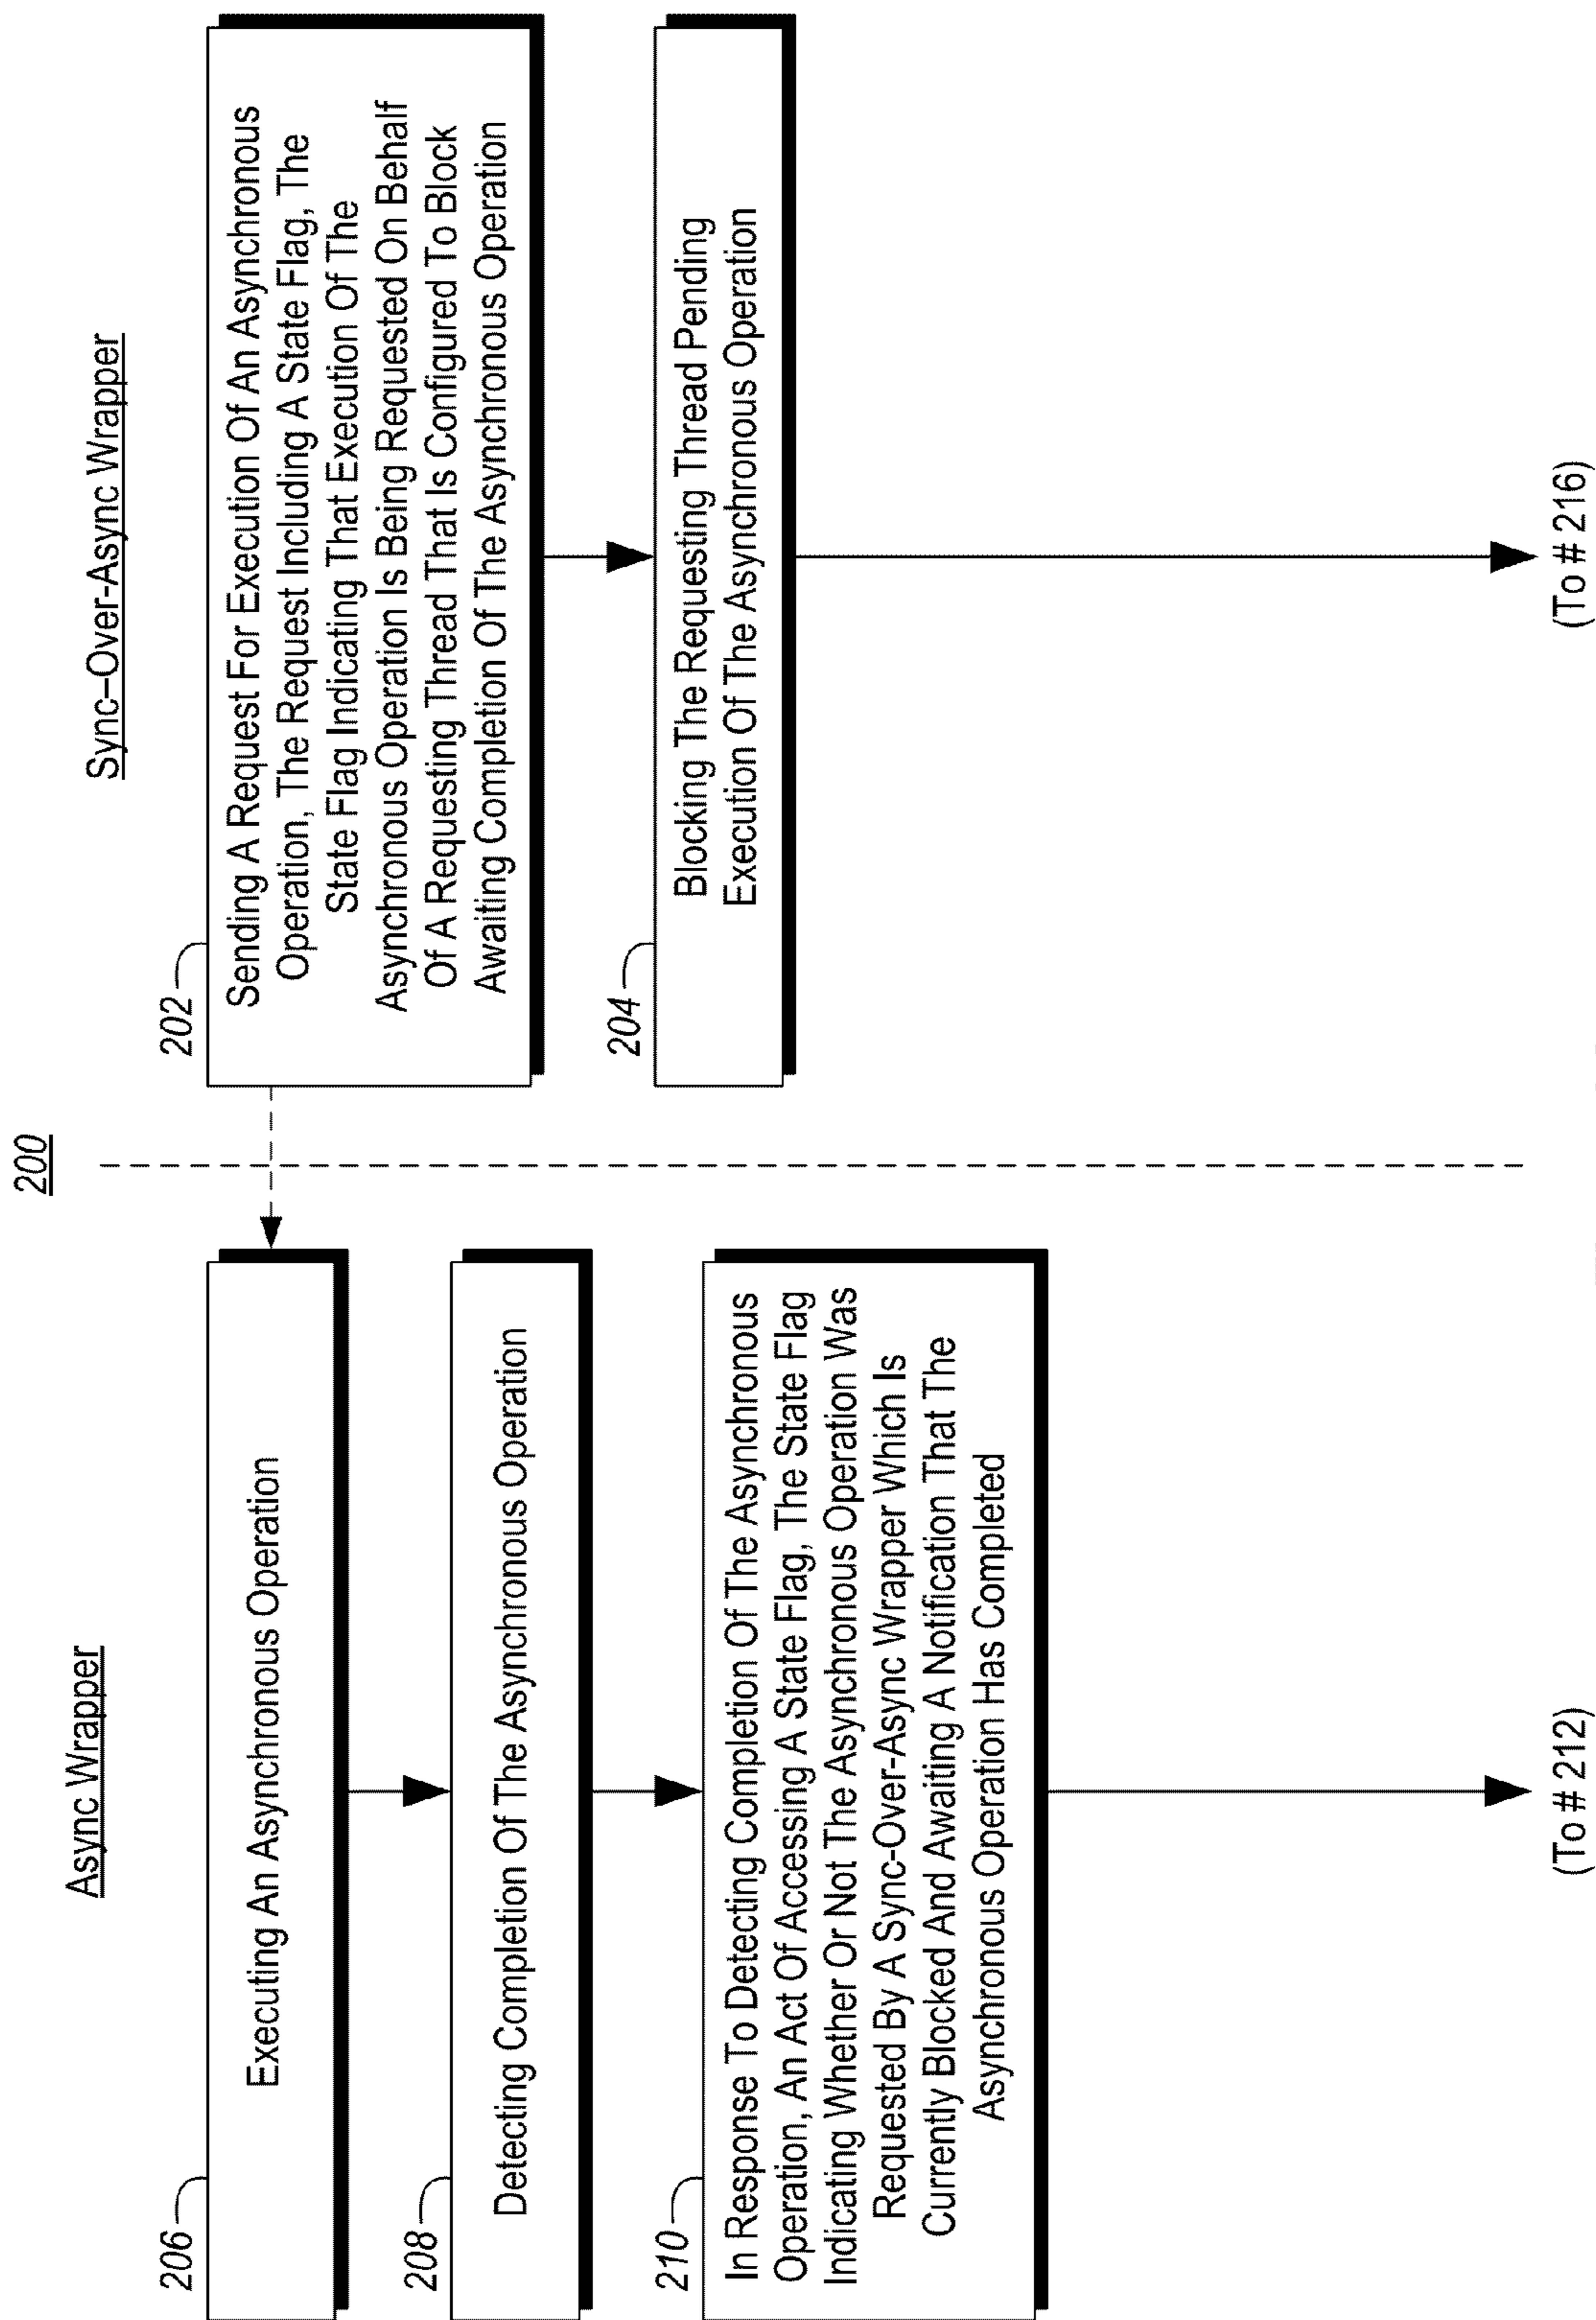 200
Async Wrapper
206
Executing An Asynchronous Operation
208
Detecting Completion Of The Asynchronous Operation
210
In Response To Detecting Completion Of The Asynchronous
Operation, An Act Of Accessing A State Flag, The State Flag
Indicating Whether Or Not The Asynchronous Operation Was
Requested By A Sync-Over-Async Wrapper Which Is
Currently Blocked And Awaiting A Notification That The
Asynchronous Operation Has Completed
(To # 212)
Sync–Over-Async Wrapper
202
Sending A Request For Execution Of An Asynchronous
Operation, The Request Including A State Flag, The
State Flag Indicating That Execution Of The
Asynchronous Operation Is Being Requested On Behalf
Of A Requesting Thread That Is Configured To Block
Awaiting Completion Of The Asynchronous Operation
204
Blocking The Requesting Thread Pending
Execution Of The Asynchronous Operation
(To # 216)